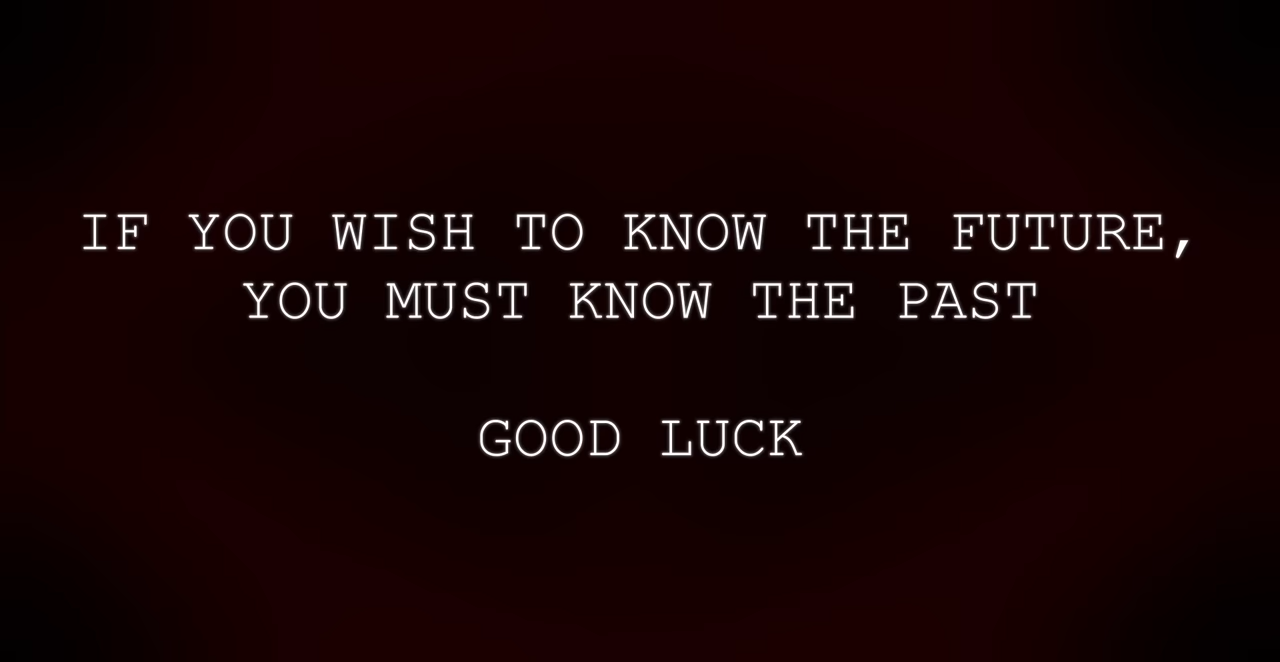 IF YOU WISH TO KNOW THE FUTURE,
YOU MUST KNOW THE PAST
GOOD LUCK